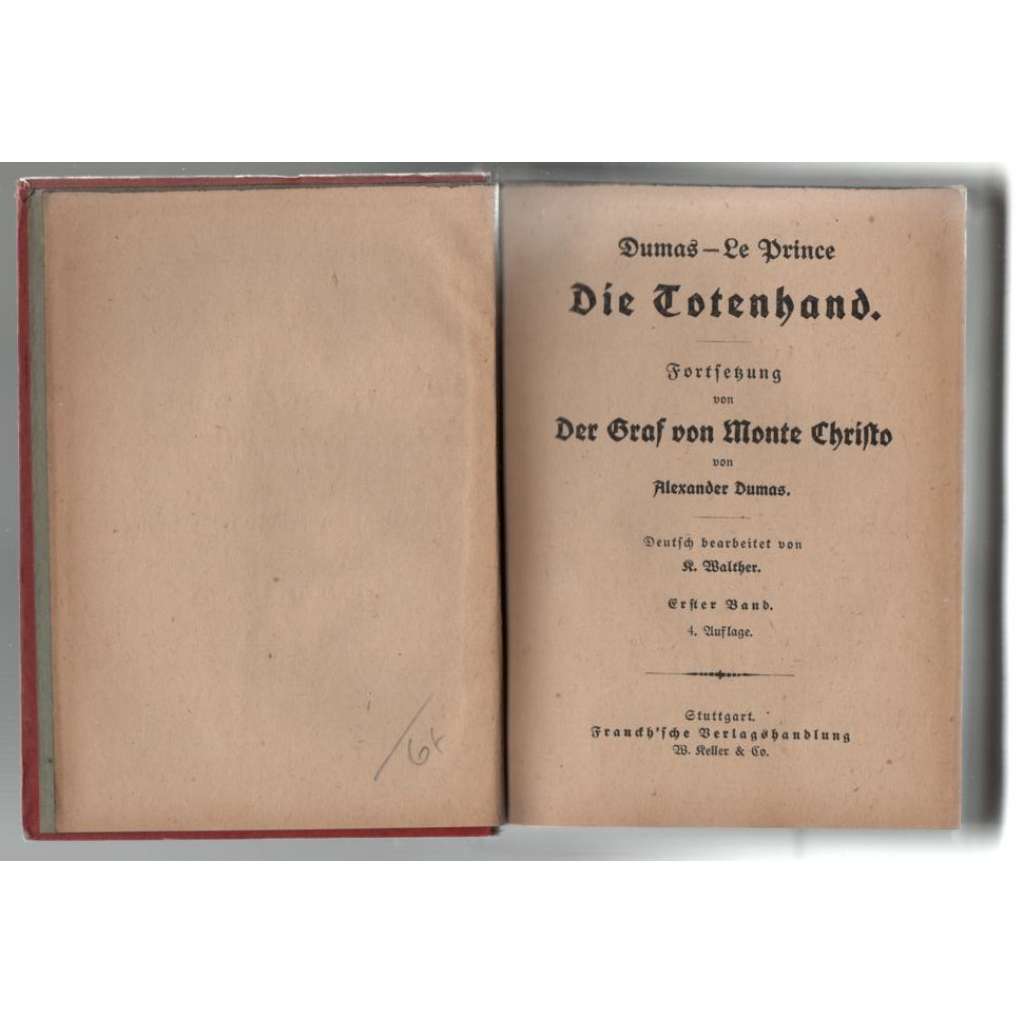 /6x
Dumas – Le Prince
Die Totenhand.
Fortsetzung
von
Der Graf von Monte Christo
von
Alexander Dumas.
Deutsch bearbeitet von
K. Walther.
Erster Band.
4. Auflage.
Stuttgart.
Franckh'sche Verlagshandlung
W. Keller & Co.